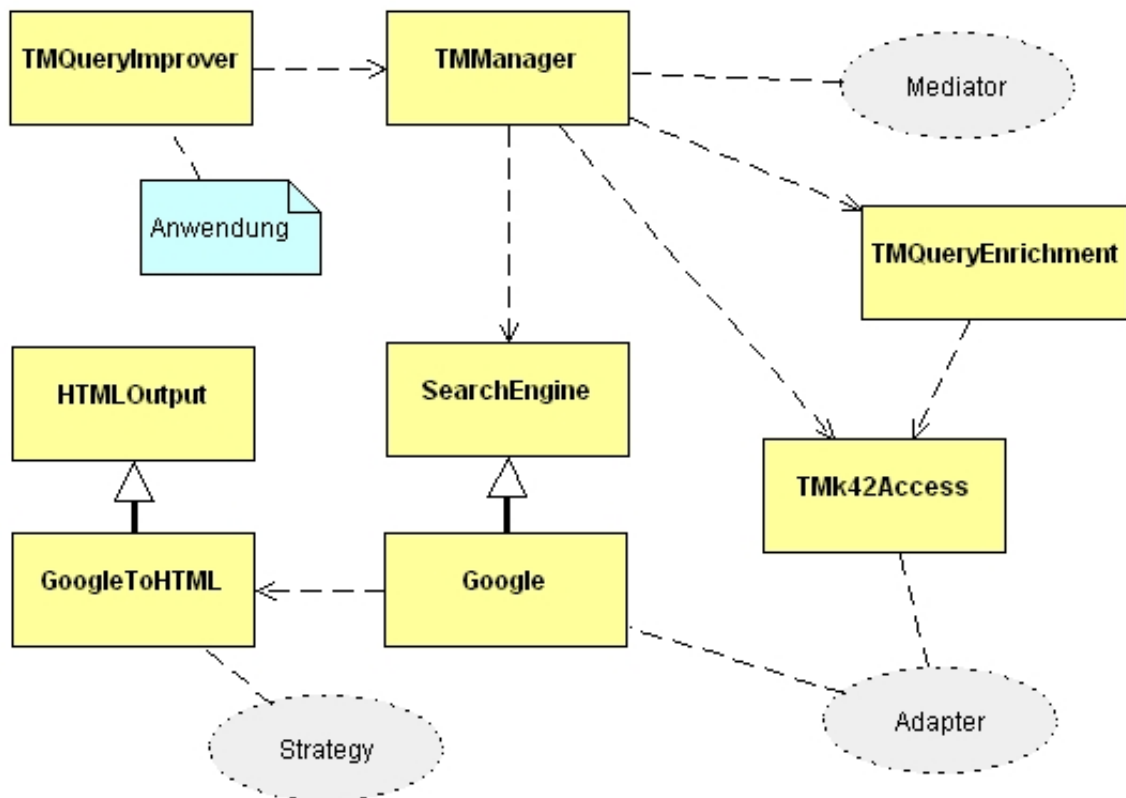 TMQueryImprover
TMManager
Mediator
Anwendung
TMQueryEnrichment
HTMLOutput
SearchEngine
TMk42Access
GoogleToHTML
Google
Adapter
Strategy